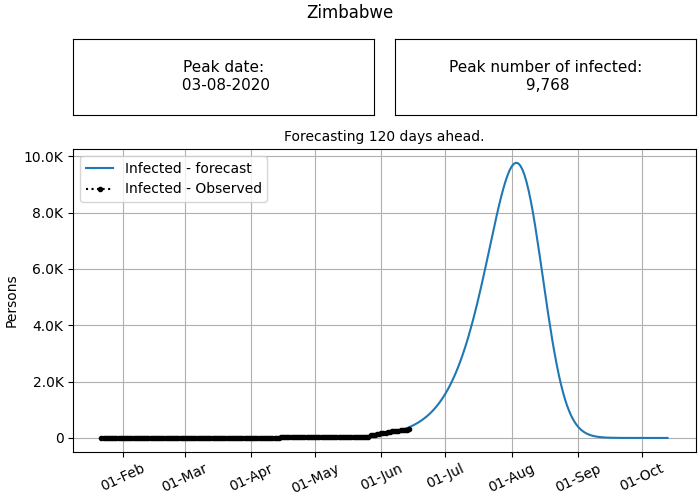 Zimbabwe
Peak date:
03-08-2020
Peak number of infected:
9,768
Forecasting 120 days ahead.
Infected - forecast
Infected - Observed
10.0K
8.0K
6.0K
4.0K
2.0K
0
Persons
01-Feb
01-Mar
01-Apr
01-May
01-Jun
01-Jul
01-Aug
01-Sep
01-Oct